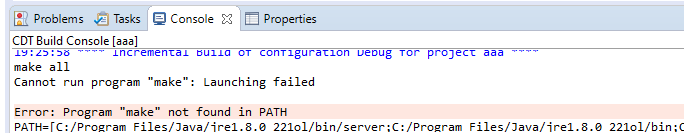 Problems Tasks Console Properties
CDT Build Console [aaa]
19:25:58 **** Incremental Build of configuration Debug for project aaa ****
make all
Cannot run program "make": Launching failed
Error: Program "make" not found in PATH
PATH=[C:/Program Files/Java/jre1.8.0_221ol/bin/server;C:/Program Files/Java/jre1.8.0_221ol/bi